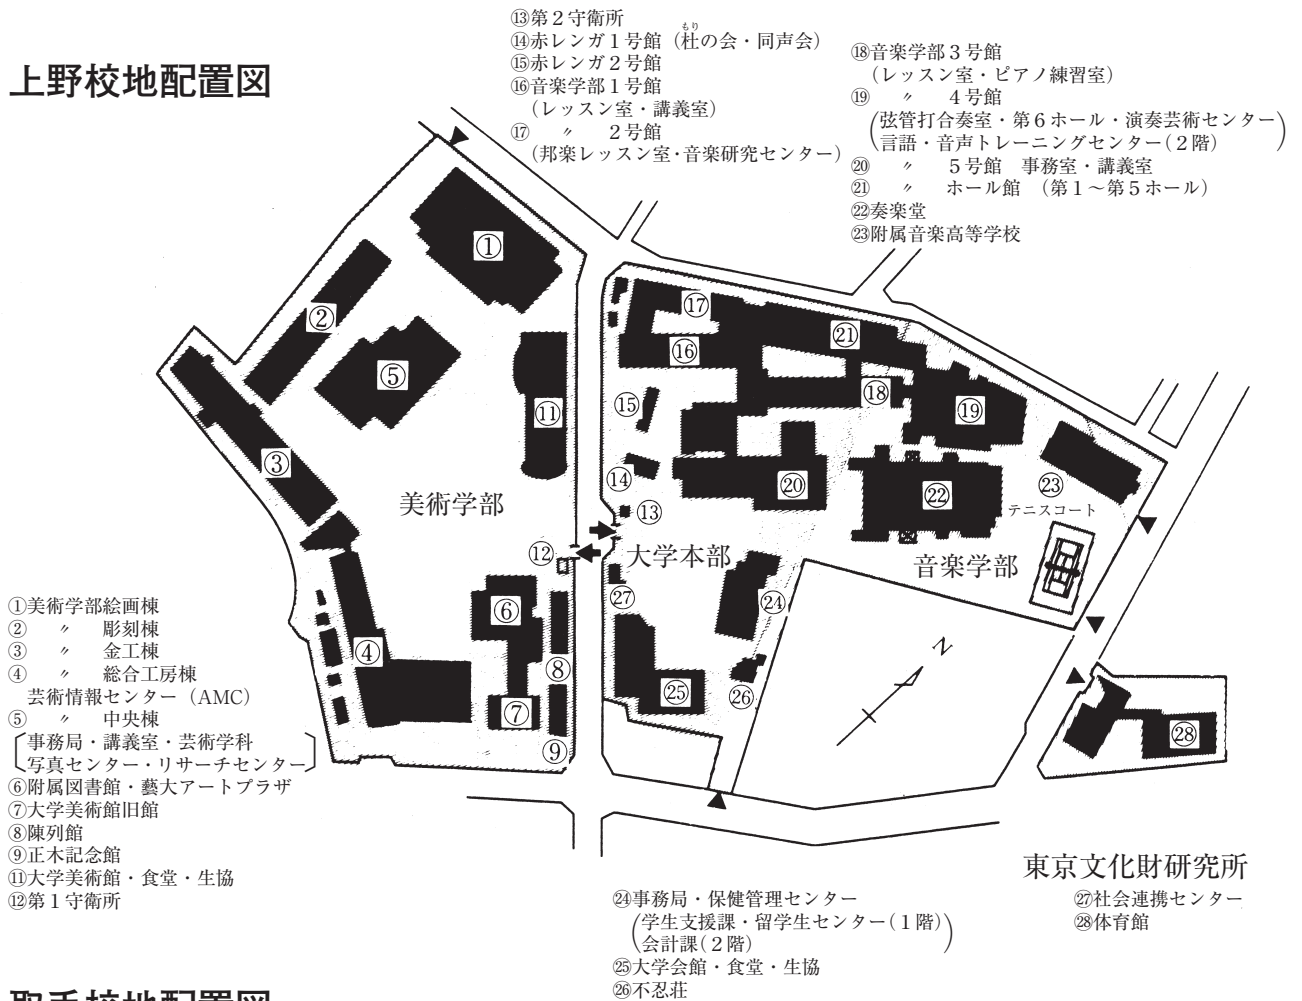 上野校地配置図
⑬第２守衛所
⑭赤レンガ１号館（杜の会・同声会）
もり
⑮赤レンガ２号館
⑯音楽学部１号館
（レッスン室・講義室）
⑰　〃　２号館
（邦楽レッスン室・音楽研究センター）
⑱音楽学部３号館
（レッスン室・ピアノ練習室）
⑲　〃　４号館
（弦管打合奏室・第６ホール・演奏芸術センター
言語・音声トレーニングセンター（２階））
⑳　〃　５号館　事務室・講義室
㉑　〃　ホール館　（第１～第５ホール）
㉒奏楽堂
㉓附属音楽高等学校
①
②
⑤
③
⑪
⑰
㉑
⑯
⑱
⑮
⑲
⑭
⑳
㉒
㉓
テニスコート
美術学部
⑬
⑫
大学本部
音楽学部
㉗
㉔
⑥
④
⑧
⑦
㉕
㉖
⑨
N
㉘
①美術学部絵画棟
②　〃　彫刻棟
③　〃　金工棟
④　〃　総合工房棟
芸術情報センター（AMC）
⑤　〃　中央棟
［事務局・講義室・芸術学科
写真センター・リサーチセンター］
⑥附属図書館・藝大アートプラザ
⑦大学美術館旧館
⑧陳列館
⑨正木記念館
⑪大学美術館・食堂・生協
⑫第１守衛所
東京文化財研究所
㉔事務局・保健管理センター
（学生支援課・留学生センター（１階）
会計課（２階））
㉕大学会館・食堂・生協
㉖不忍荘
㉗社会連携センター
㉘体育館
取手校地配置図